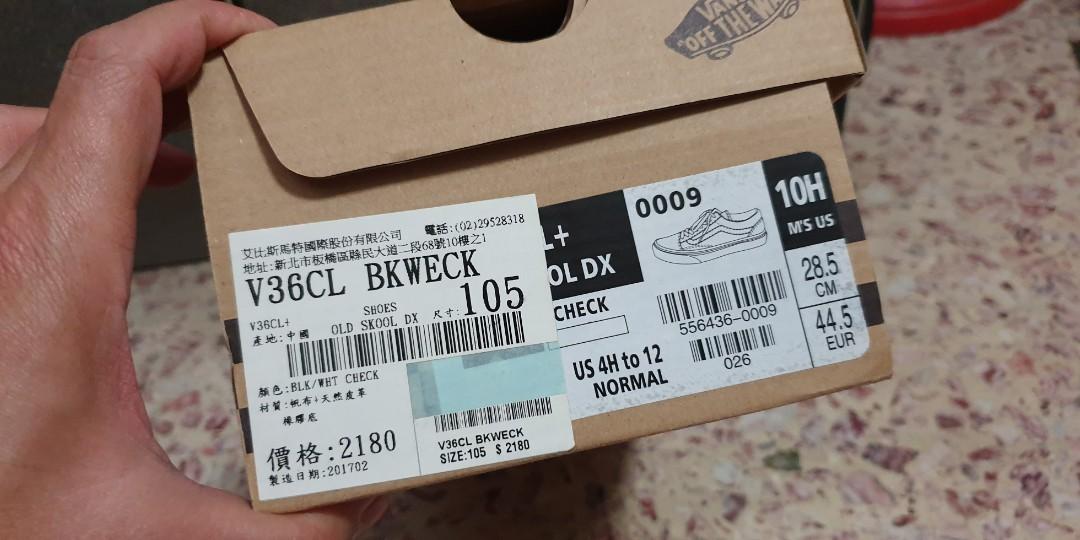 VANS
"OFF THE WALL"
艾比斯馬特國際股份有限公司 電話:(02)29528318
地址:新北市板橋區縣民大道二段68號10樓之1
V36CL BKWECK
V36CL+ SHOES
產地:中國 OLD SKOOL DX 尺寸:105
顏色:BLK/WHT CHECK
材質:帆布+天然皮革
橡膠底
價格:2180
製造日期:201702
V36CL BKWECK
SIZE:105 $ 2180
L+
OL DX
CHECK
US 4H to 12
NORMAL
0009
556436-0009
026
10H
M'S US
28.5
CM
44.5
EUR